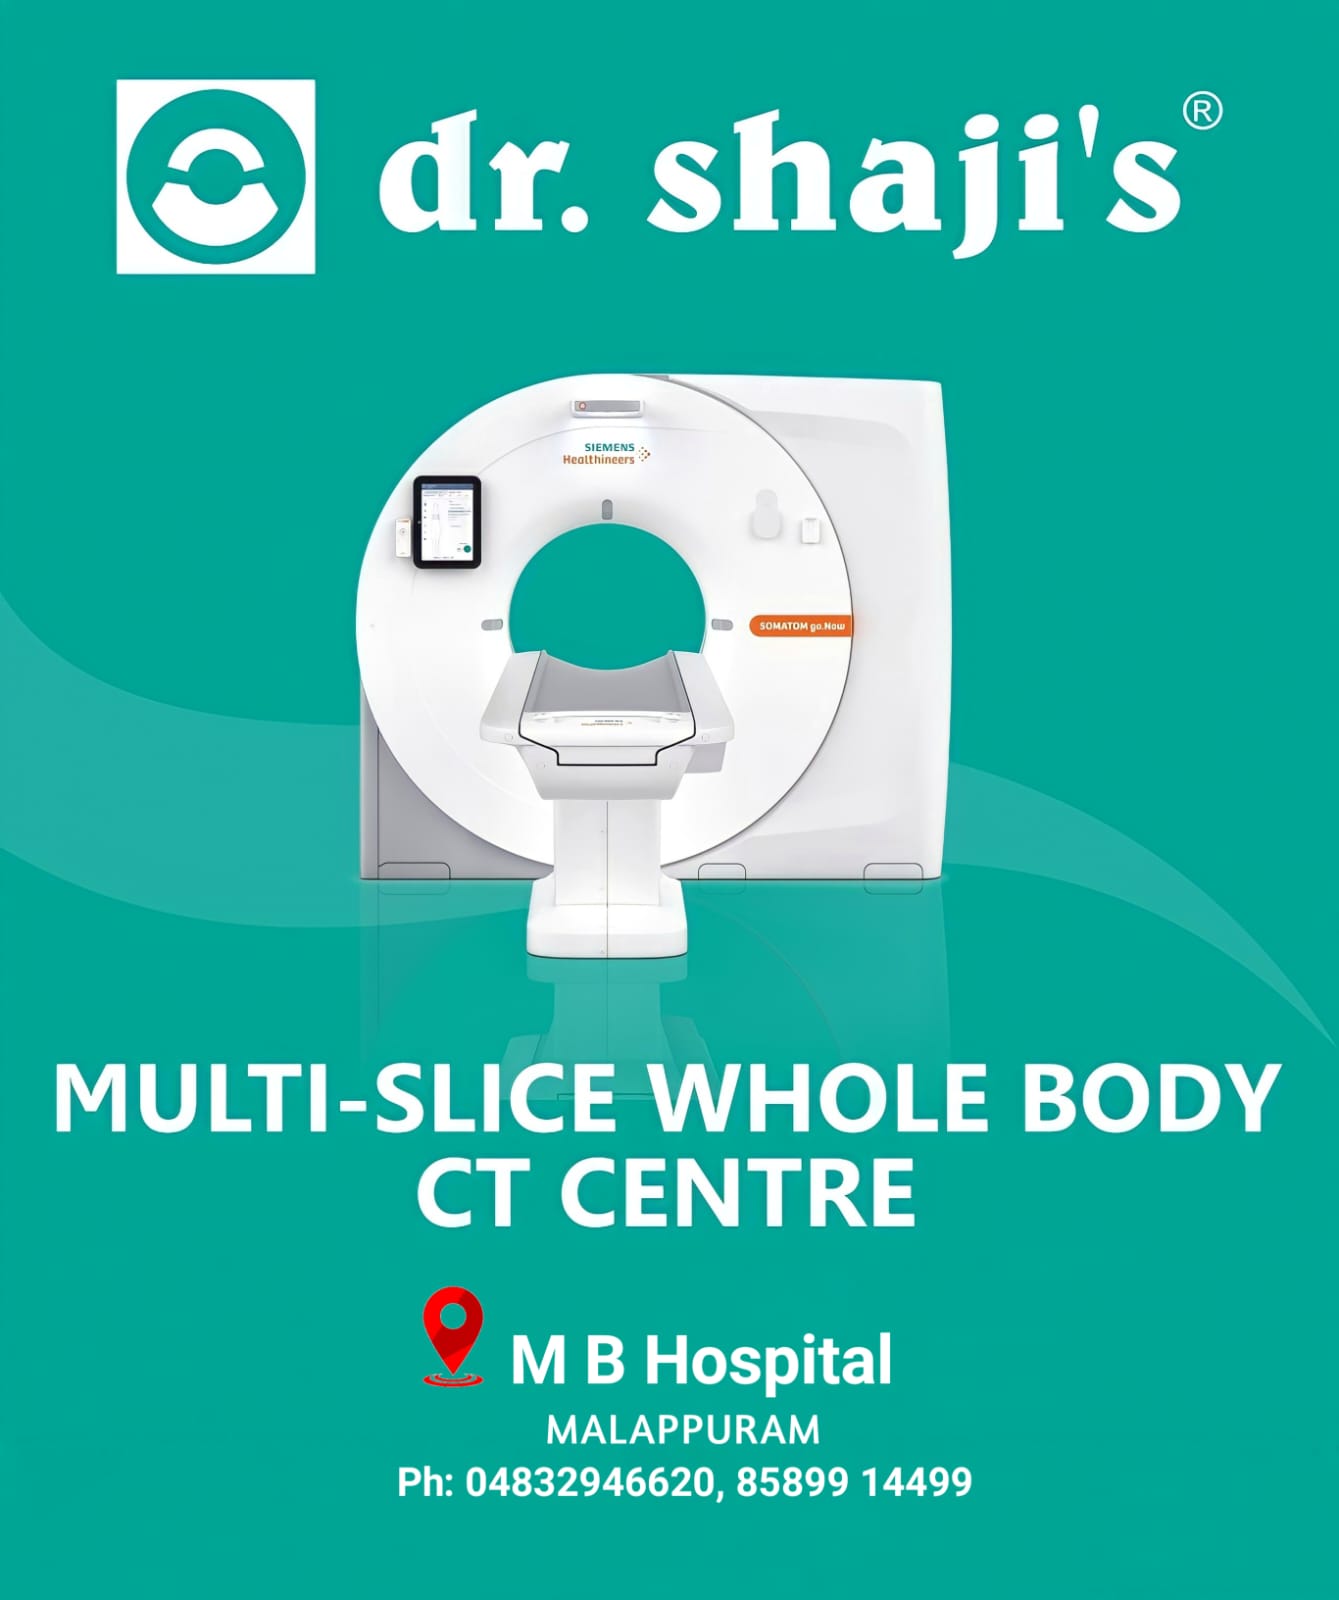 dr. shaji's®
SIEMENS
Healthineers
SOMATOM go.Now
MULTI-SLICE WHOLE BODY
CT CENTRE
M B Hospital
MALAPPURAM
Ph: 04832946620, 85899 14499